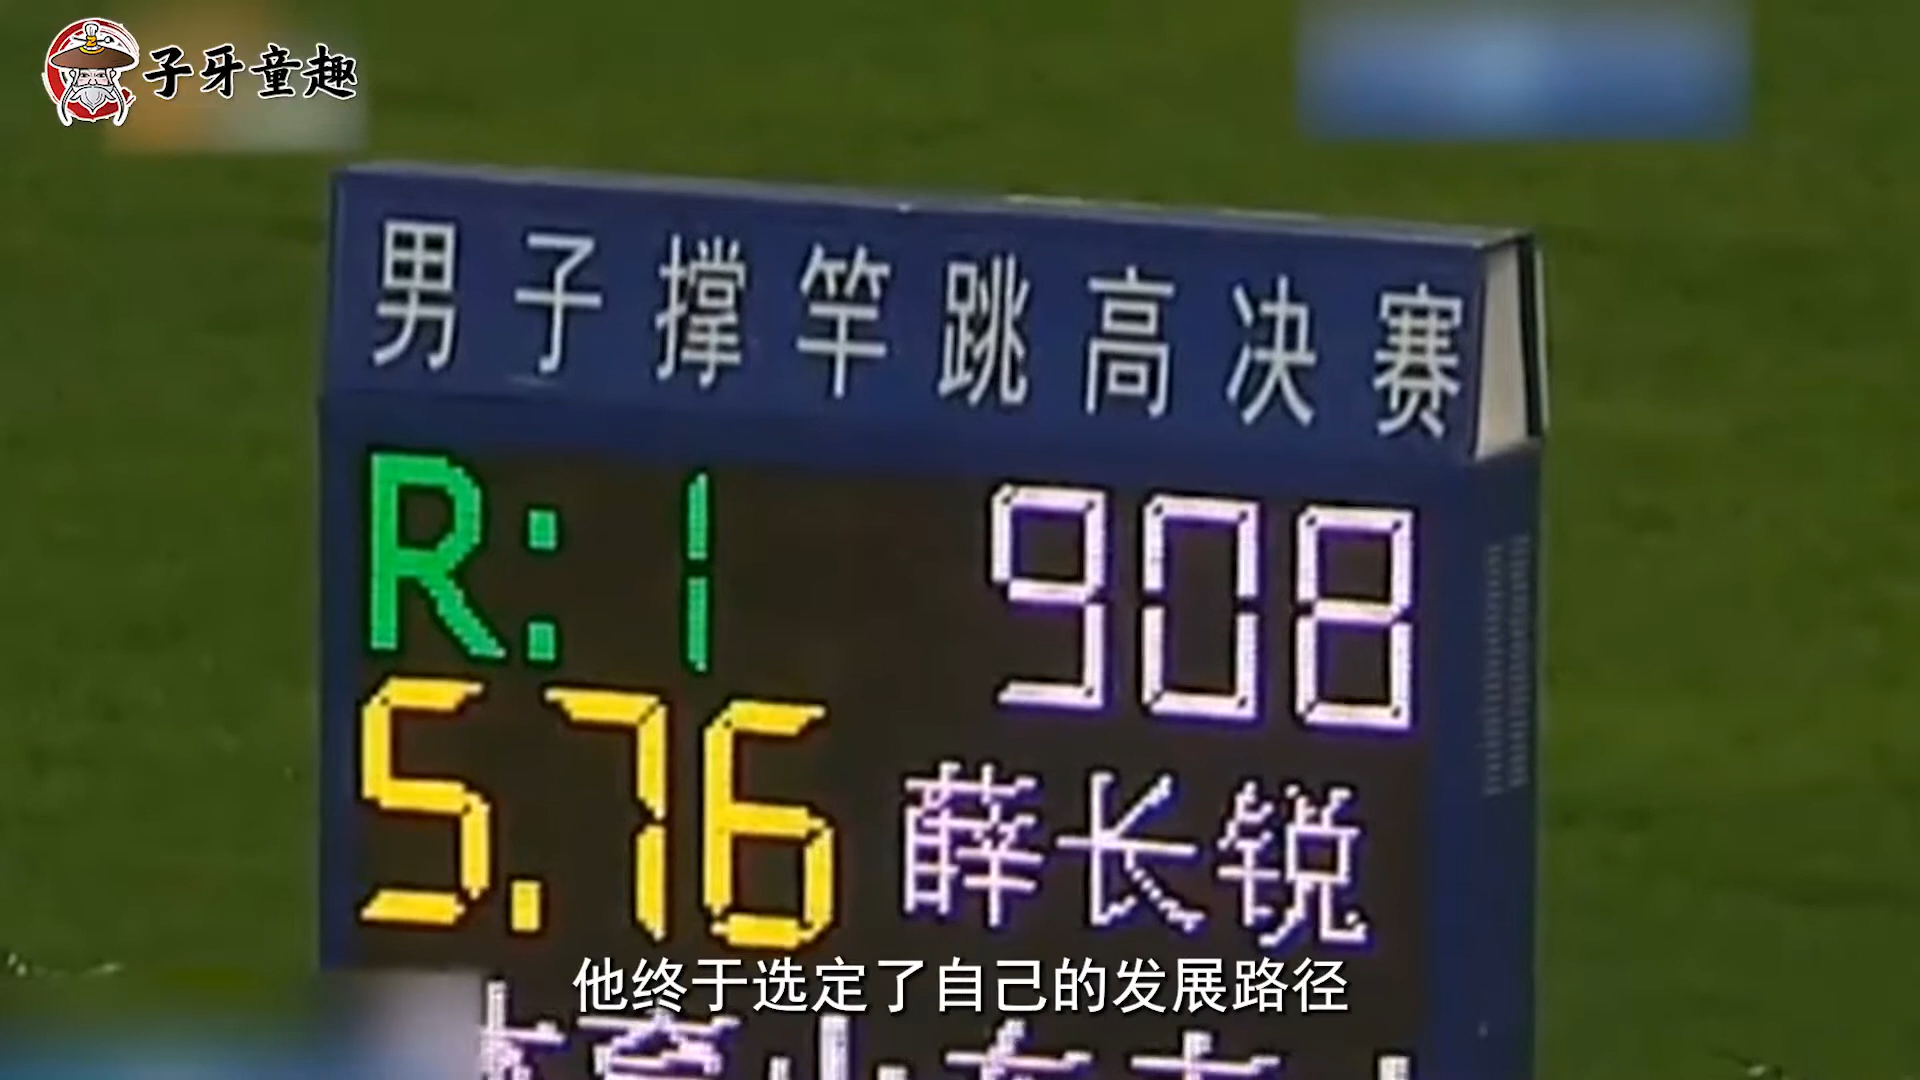 子牙童趣
男子撑竿跳高决赛
R: 1 908
5.76 薛长锐
他终于选定了自己的发展路径